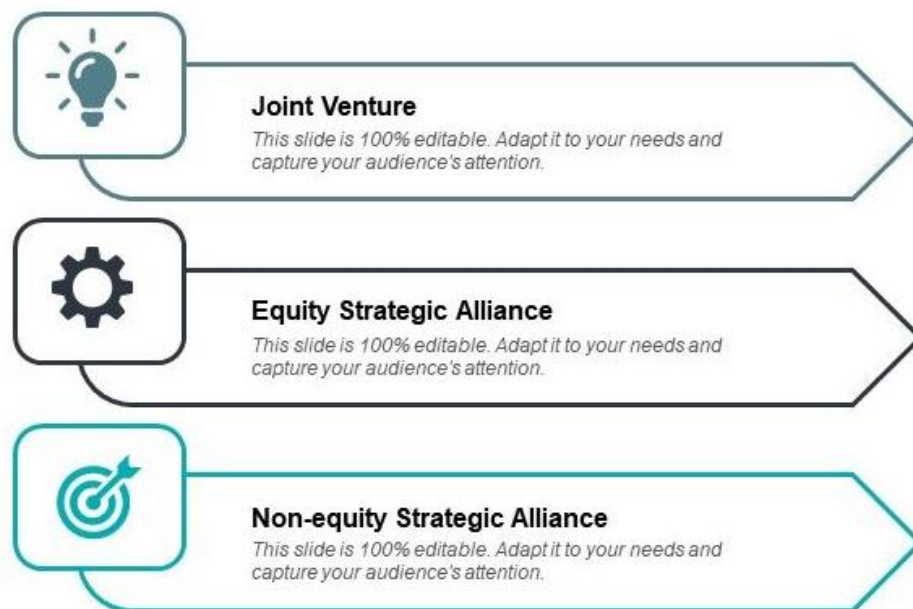 Joint Venture
This slide is 100% editable. Adapt it to your needs and
capture your audience's attention.
Equity Strategic Alliance
This slide is 100% editable. Adapt it to your needs and
capture your audience's attention.
Non-equity Strategic Alliance
This slide is 100% editable. Adapt it to your needs and
capture your audience's attention.